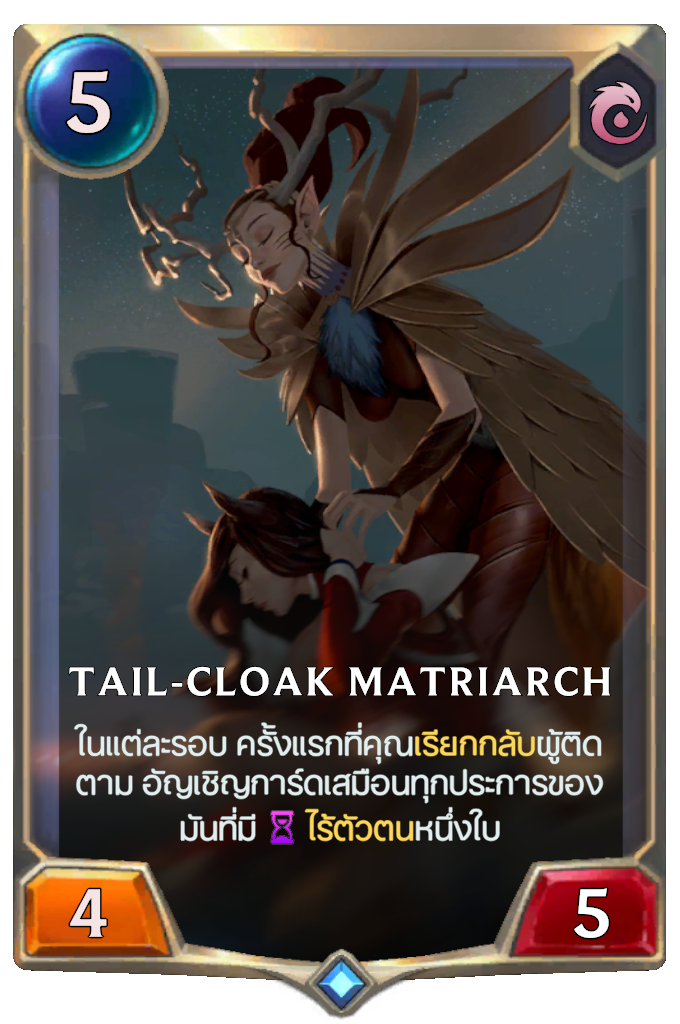 5
TAIL-CLOAK MATRIARCH
ในแต่ละรอบ ครั้งแรกที่คุณเรียกกลับผู้ติด
ตาม อัญเชิญการ์ดเสมือนทุกประการของ
มันที่มี ไร้ตัวตนหนึ่งใบ
4
5